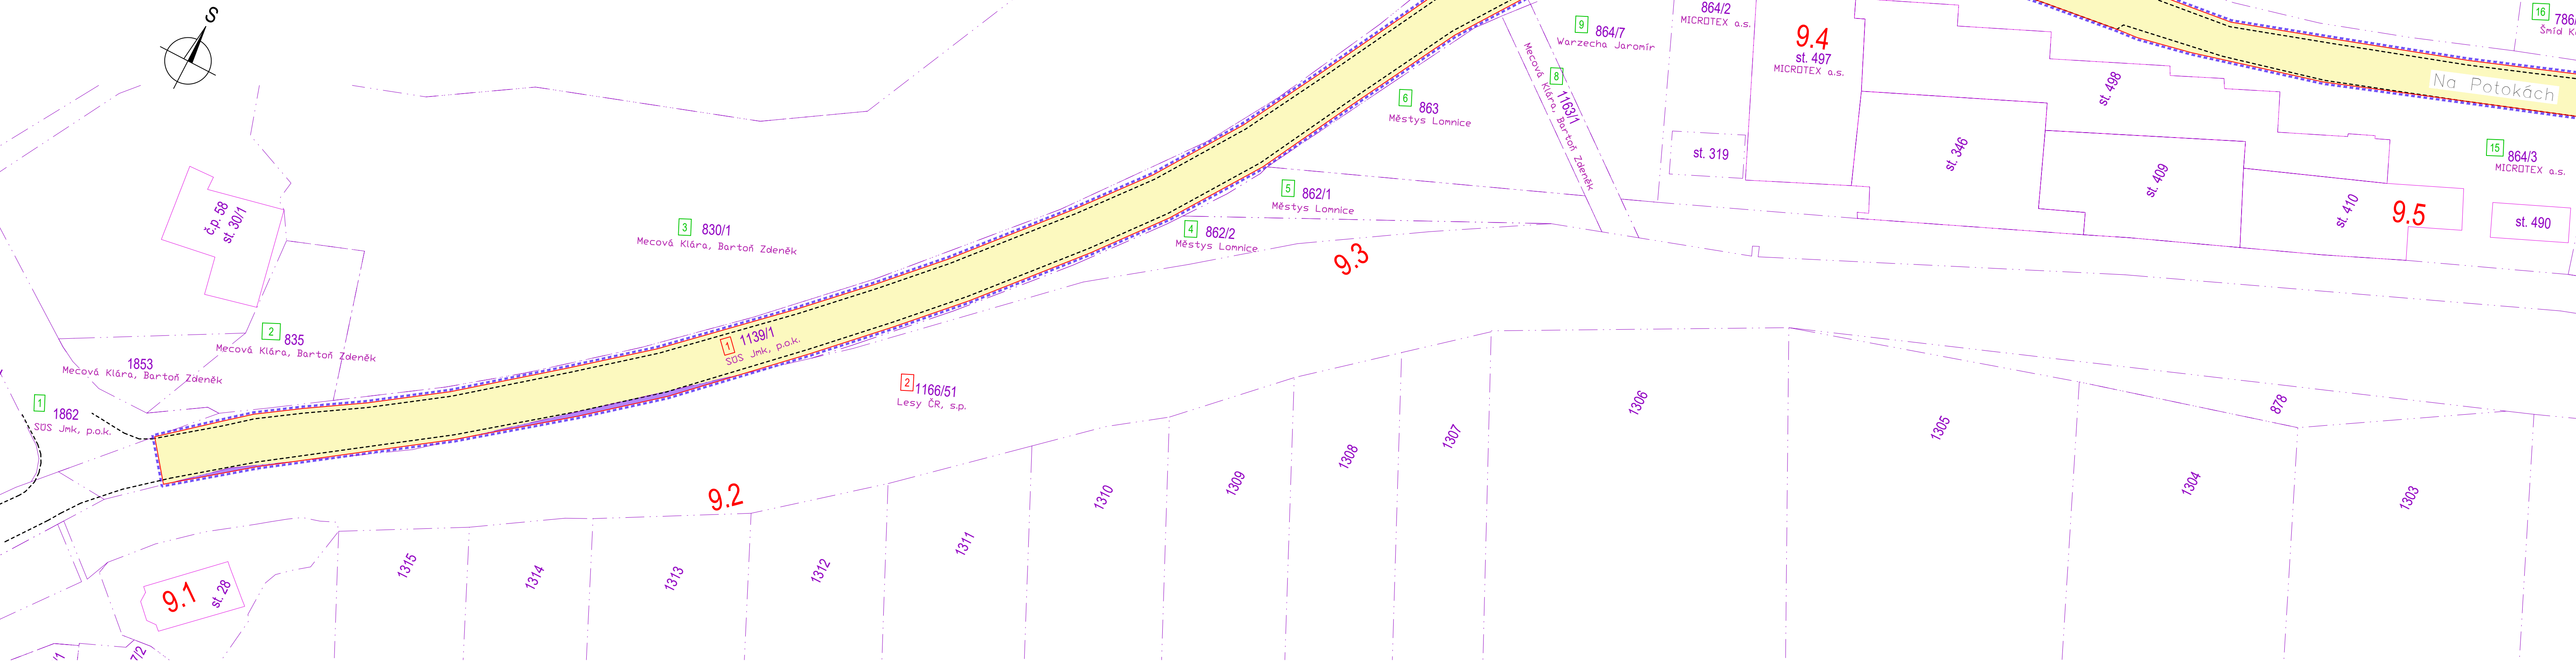 S
864/2
MICROTEX a.s.
9
864/7
Warzecha Jaromír
9.4
st. 497
MICROTEX a.s.
16
Na Potokách
st. 498
8
1163/1
Mecová Klára, Bartoň Zdeněk
6
863
Městys Lomnice
st. 319
st. 346
st. 409
15
864/3
MICROTEX a.s.
st. 410
9.5
st. 490
č.p. 58
st. 30/1
5
862/1
Městys Lomnice
3
830/1
Mecová Klára, Bartoň Zdeněk
4
862/2
Městys Lomnice
9.3
2
835
Mecová Klára, Bartoň Zdeněk
1
1139/1
SÚS Jmk, p.o.k.
1853
Mecová Klára, Bartoň Zdeněk
2
1166/51
Lesy ČR, s.p.
1
1862
SÚS Jmk, p.o.k.
9.2
1315
1314
1313
1312
1311
1310
1309
1308
1307
1306
1305
1304
878
1303
9.1
st. 28